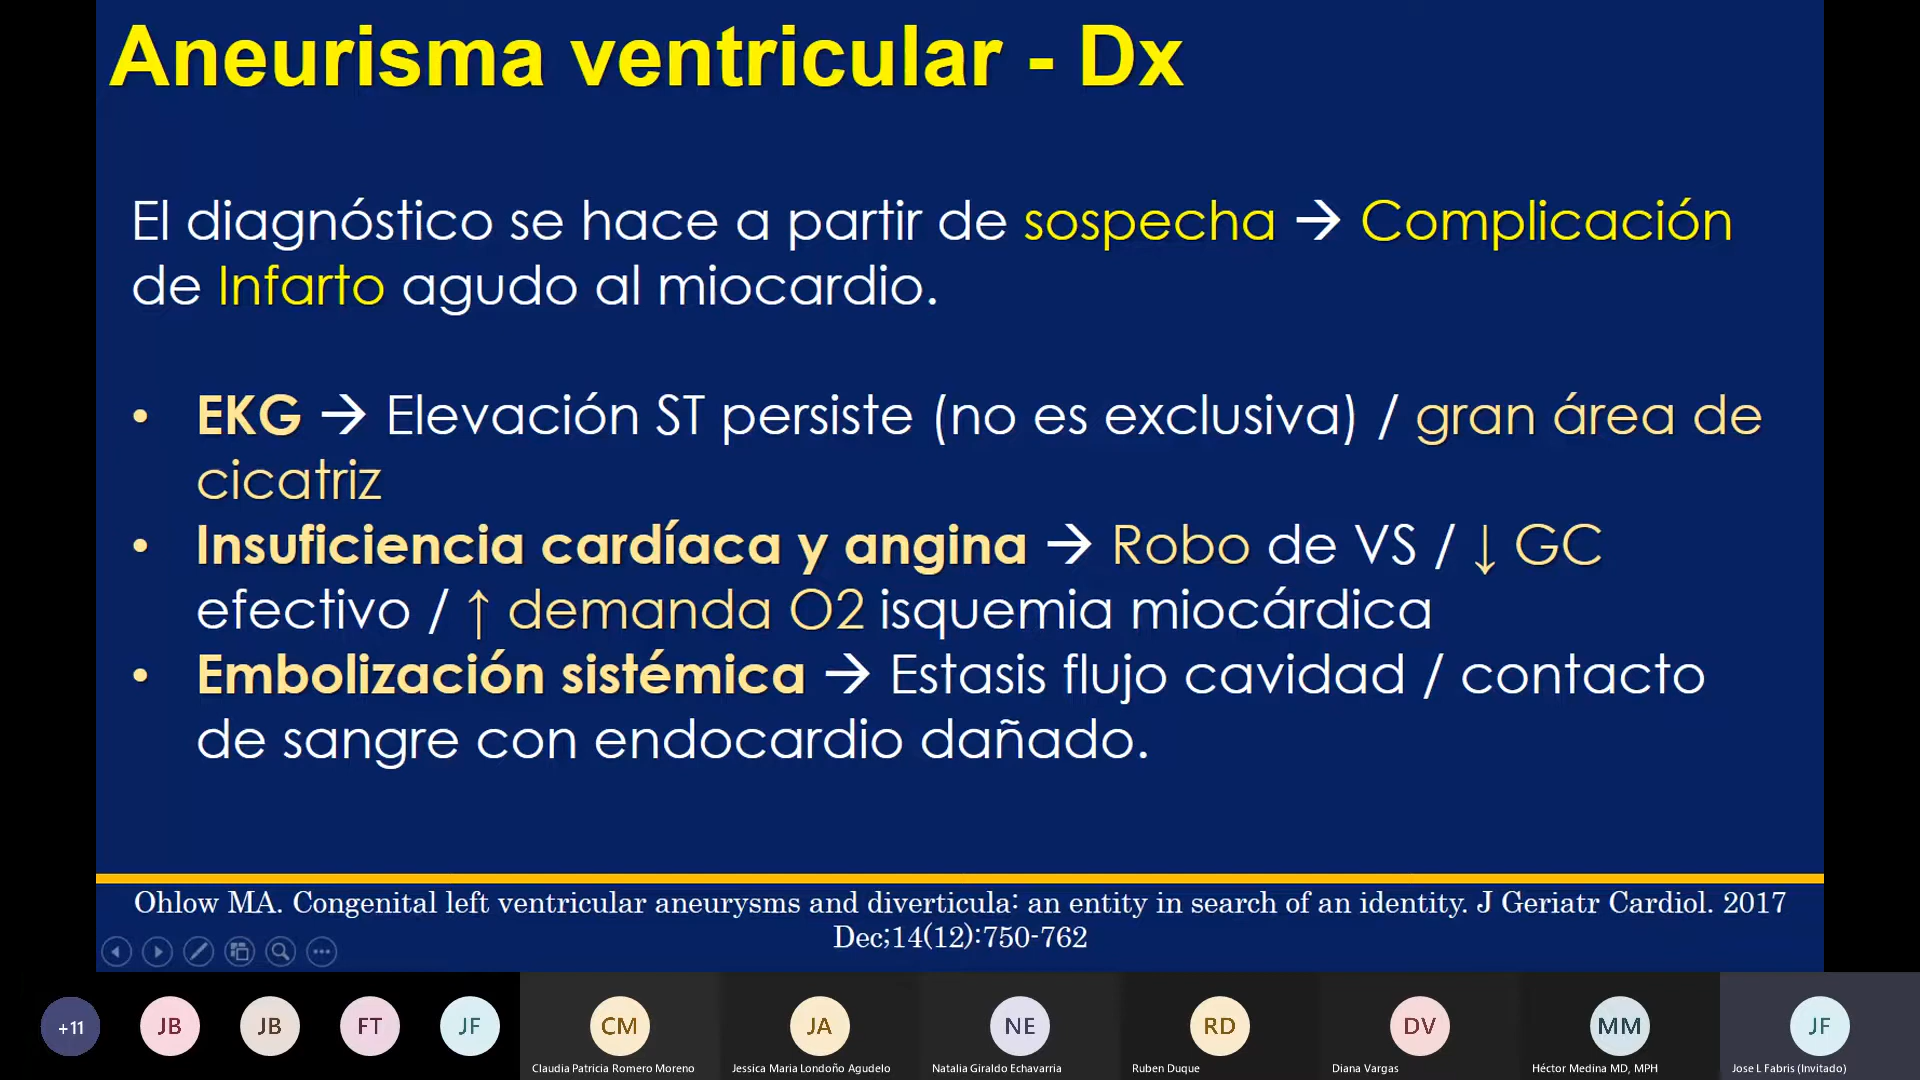 Aneurisma ventricular - Dx
El diagnóstico se hace a partir de sospecha → Complicación
de Infarto agudo al miocardio.
• EKG → Elevación ST persiste (no es exclusiva) / gran área de
cicatriz
• Insuficiencia cardíaca y angina → Robo de VS / ↓ GC
efectivo / ↑ demanda O2 isquemia miocárdica
• Embolización sistémica → Estasis flujo cavidad / contacto
de sangre con endocardio dañado.
Ohlow MA. Congenital left ventricular aneurysms and diverticula: an entity in search of an identity. J Geriatr Cardiol. 2017
Dec;14(12):750-762
+11 JB JB FT JF CM JA NE RD DV MM JF
Claudia Patricia Romero Moreno Jessica Maria Londoño Agudelo Natalia Giraldo Echavarria Ruben Duque Diana Vargas Héctor Medina MD, MPH Jose L Fabris (Invitado)